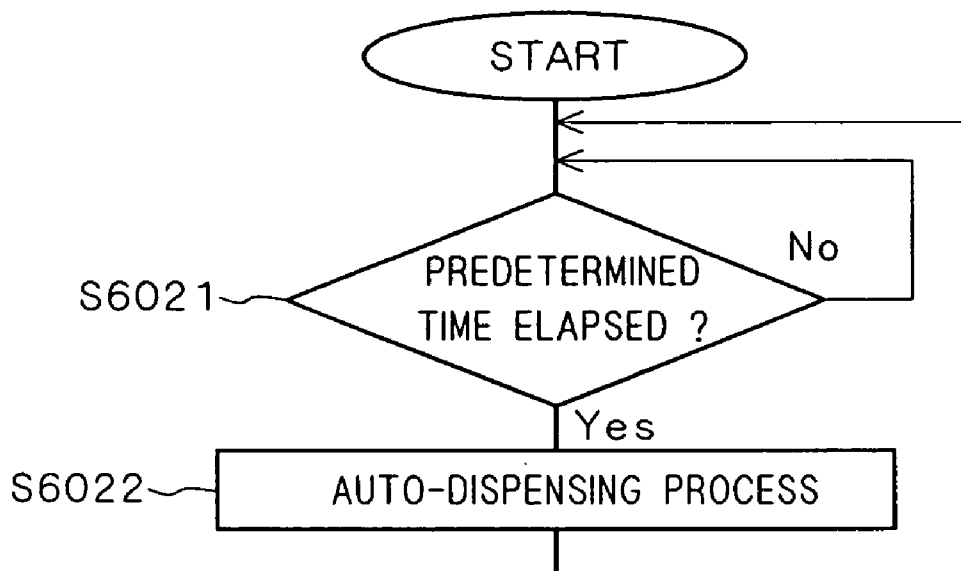 START
No
PREDETERMINED
S6021
TIME ELAPSED ?
Yes
S6022
AUTO-DISPENSING PROCESS